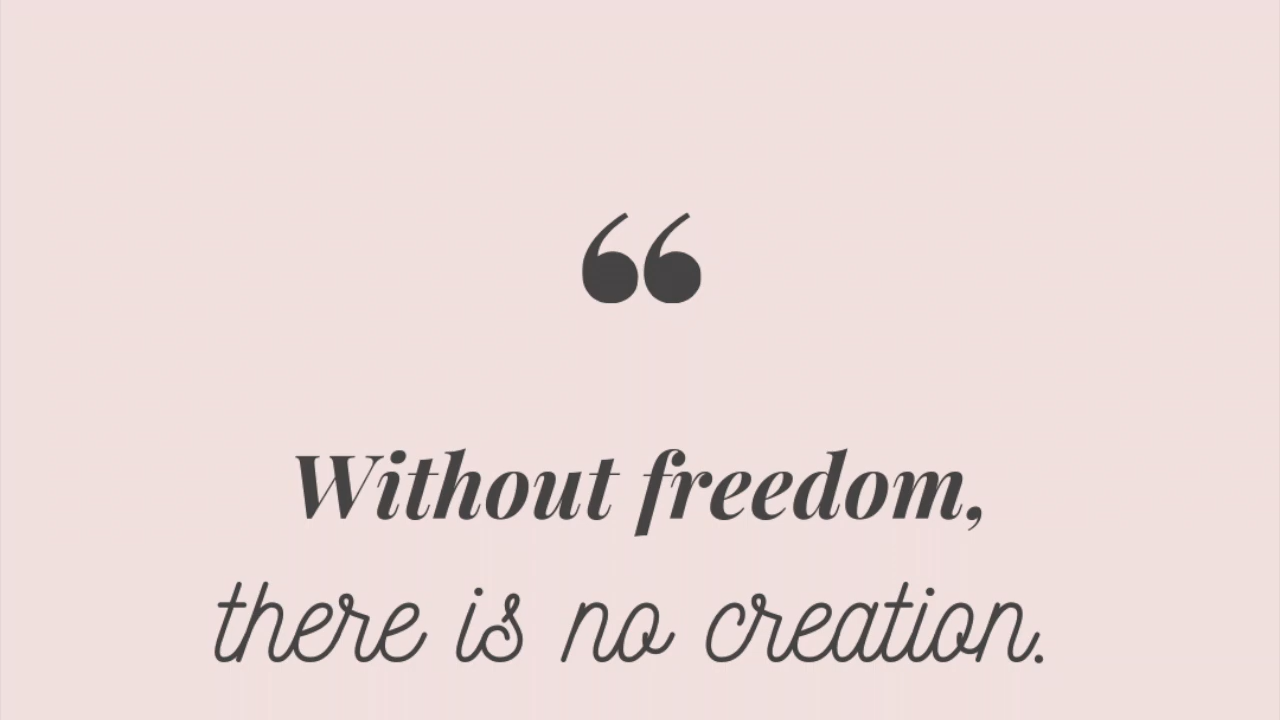 “
Without freedom,
there is no creation.